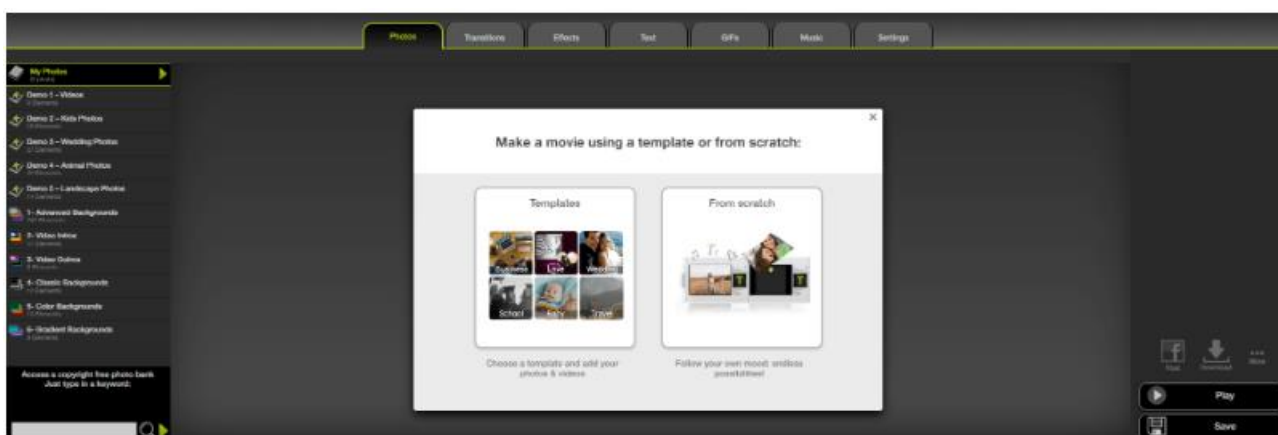 Photos
Transitions
Effects
Text
GIFs
Music
Settings
My Photos
Demo 1 - Videos
Demo 2 - Kids Photos
Demo 3 - Wedding Photos
Demo 4 - Animal Photos
Demo 5 - Landscape Photos
1- Advanced Backgrounds
2- Video Intros
3- Video Outros
4- Classic Backgrounds
5- Color Backgrounds
6- Gradient Backgrounds
Access a copyright free photo bank
Just type in a keyword:
Make a movie using a template or from scratch:
Templates
Business
Love
Wedding
School
Baby
Travel
Choose a template and add your
photos & videos
From scratch
T
T
Follow your own mood: endless
possibilities!
Download
More
Play
Save